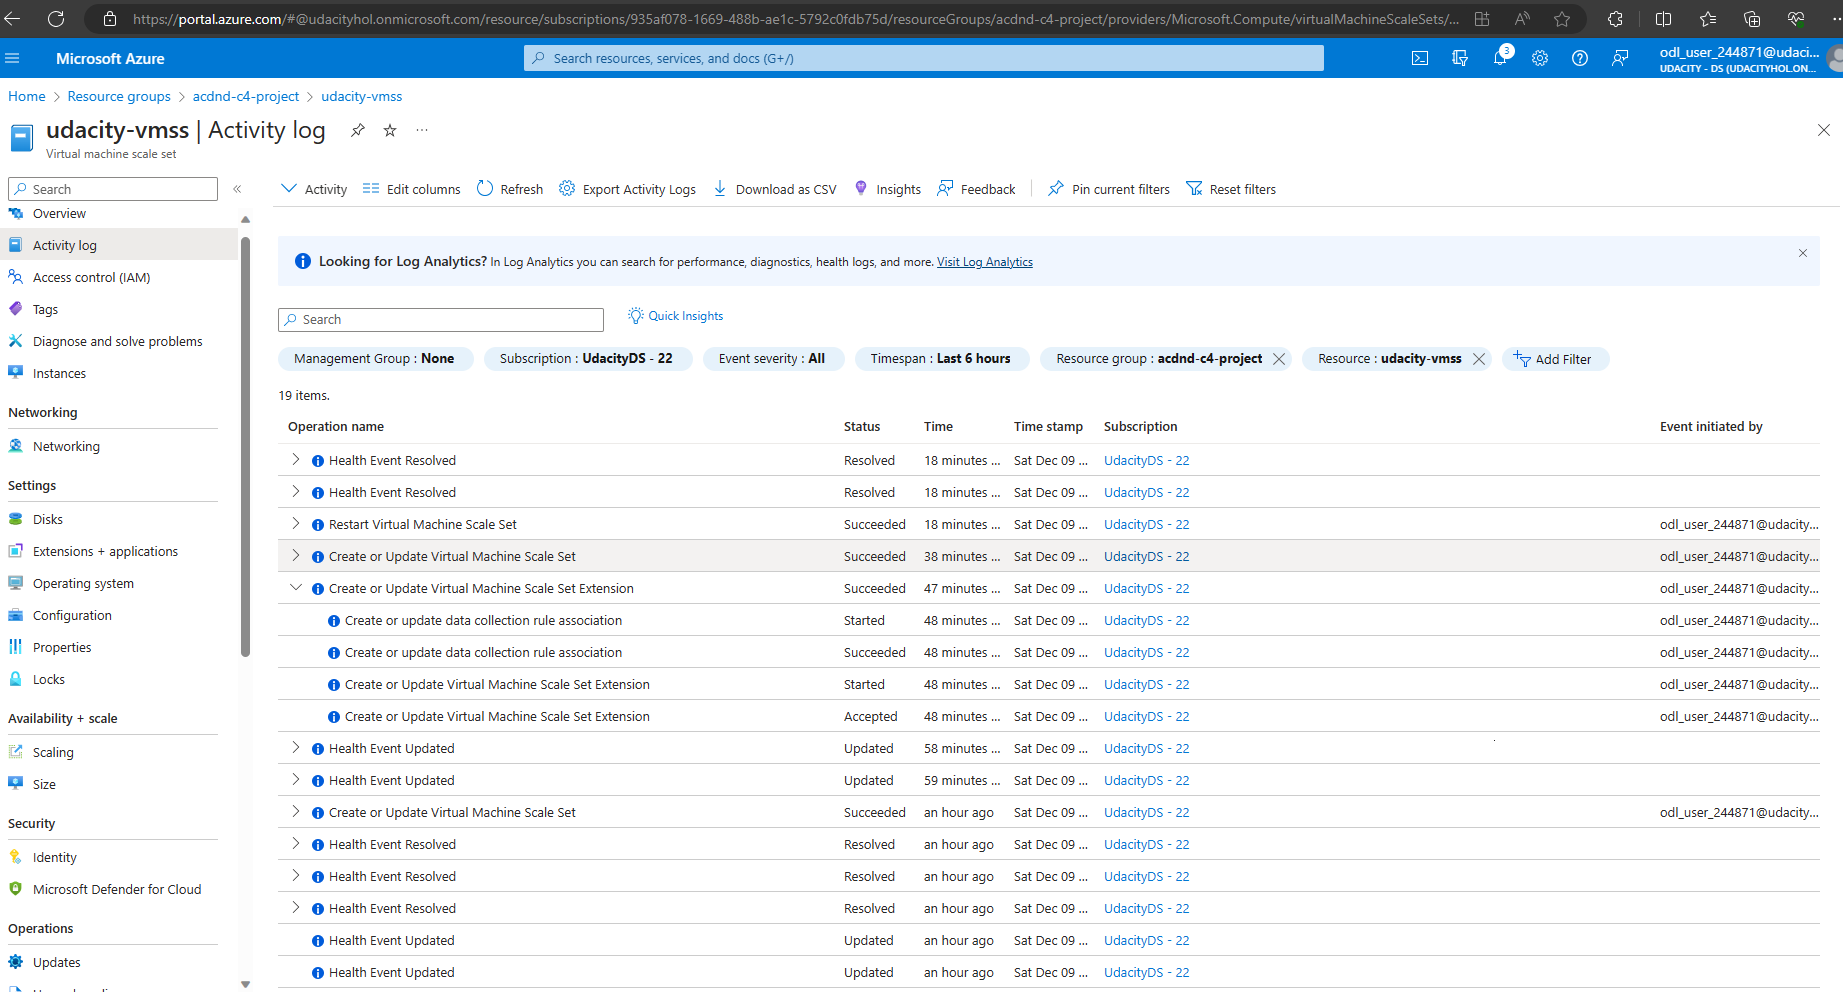 https://portal.azure.com/#@udacityhol.onmicrosoft.com/resource/subscriptions/935af078-1669-488b-ae1c-5792c0fdb75d/resourceGroups/acdnd-c4-project/providers/Microsoft.Compute/virtualMachineScaleSets/...
Microsoft Azure
Search resources, services, and docs (G+/)
3
odl_user_244871@udaci...
UDACITY - DS (UDACITYHOL.ON...
Home > Resource groups > acdnd-c4-project > udacity-vmss
udacity-vmss | Activity log
Virtual machine scale set
Search
Overview
Activity log
Access control (IAM)
Tags
Diagnose and solve problems
Instances
Networking
Networking
Settings
Disks
Extensions + applications
Operating system
Configuration
Properties
Locks
Availability + scale
Scaling
Size
Security
Identity
Microsoft Defender for Cloud
Operations
Updates
Activity Edit columns Refresh Export Activity Logs Download as CSV Insights Feedback Pin current filters Reset filters
Looking for Log Analytics? In Log Analytics you can search for performance, diagnostics, health logs, and more. Visit Log Analytics
Search
Quick Insights
Management Group : None Subscription : UdacityDS - 22 Event severity : All Timespan : Last 6 hours Resource group : acdnd-c4-project Resource : udacity-vmss Add Filter
19 items.
Operation name Status Time Time stamp Subscription Event initiated by
Health Event Resolved Resolved 18 minutes ... Sat Dec 09 ... UdacityDS - 22
Health Event Resolved Resolved 18 minutes ... Sat Dec 09 ... UdacityDS - 22
Restart Virtual Machine Scale Set Succeeded 18 minutes ... Sat Dec 09 ... UdacityDS - 22 odl_user_244871@udacity...
Create or Update Virtual Machine Scale Set Succeeded 38 minutes ... Sat Dec 09 ... UdacityDS - 22 odl_user_244871@udacity...
Create or Update Virtual Machine Scale Set Extension Succeeded 47 minutes ... Sat Dec 09 ... UdacityDS - 22 odl_user_244871@udacity...
Create or update data collection rule association Started 48 minutes ... Sat Dec 09 ... UdacityDS - 22 odl_user_244871@udacity...
Create or update data collection rule association Succeeded 48 minutes ... Sat Dec 09 ... UdacityDS - 22 odl_user_244871@udacity...
Create or Update Virtual Machine Scale Set Extension Started 48 minutes ... Sat Dec 09 ... UdacityDS - 22 odl_user_244871@udacity...
Create or Update Virtual Machine Scale Set Extension Accepted 48 minutes ... Sat Dec 09 ... UdacityDS - 22 odl_user_244871@udacity...
Health Event Updated Updated 58 minutes ... Sat Dec 09 ... UdacityDS - 22
Health Event Updated Updated 59 minutes ... Sat Dec 09 ... UdacityDS - 22
Create or Update Virtual Machine Scale Set Succeeded an hour ago Sat Dec 09 ... UdacityDS - 22 odl_user_244871@udacity...
Health Event Resolved Resolved an hour ago Sat Dec 09 ... UdacityDS - 22
Health Event Resolved Resolved an hour ago Sat Dec 09 ... UdacityDS - 22
Health Event Resolved Resolved an hour ago Sat Dec 09 ... UdacityDS - 22
Health Event Updated Updated an hour ago Sat Dec 09 ... UdacityDS - 22
Health Event Updated Updated an hour ago Sat Dec 09 ... UdacityDS - 22